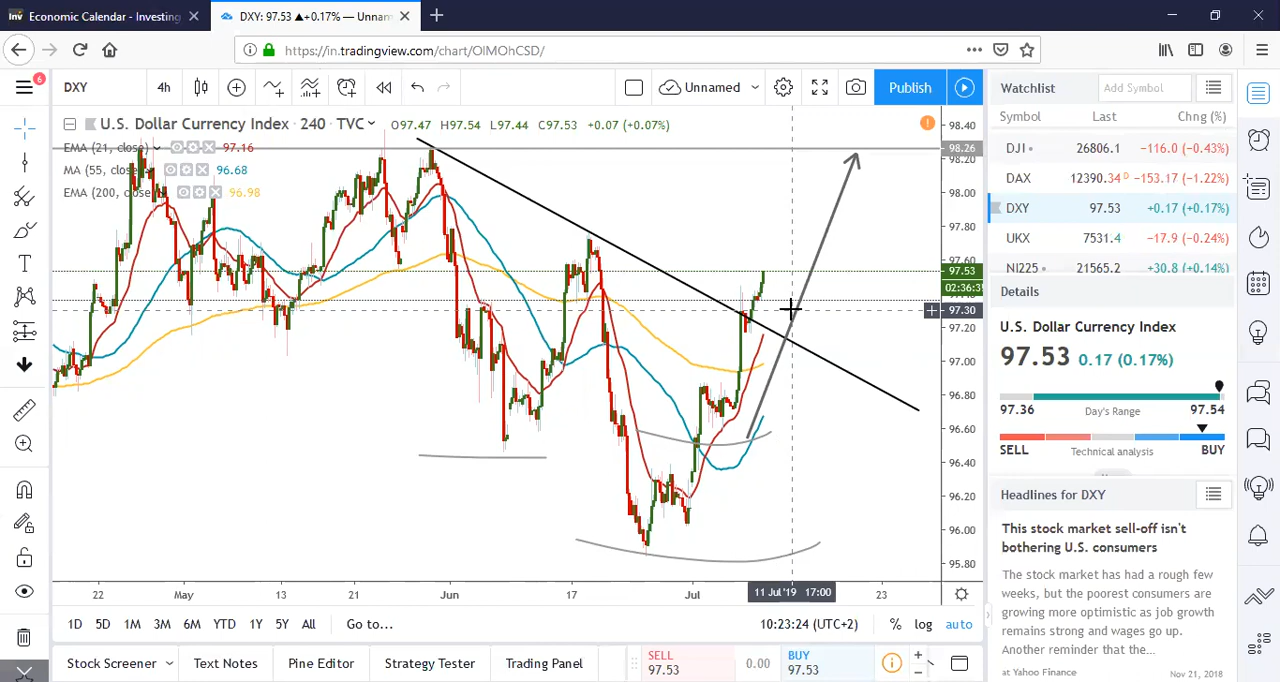 Economic Calendar - Investing
DXY: 97.53 ▲+0.17% — Unnam
https://in.tradingview.com/chart/OIMOhCSD/
6
DXY
4h
Unnamed
Publish
U.S. Dollar Currency Index · 240 · TVC
O97.47 H97.54 L97.44 C97.53 +0.07 (+0.07%)
EMA (21, close)
97.16
MA (55, close)
96.68
EMA (200, close)
96.98
98.40
98.26
98.20
98.00
97.80
97.60
97.53
02:36:3
97.30
97.20
97.00
96.80
96.60
96.40
96.20
96.00
95.80
22
May
13
21
Jun
17
Jul
11 Jul '19 17:00
23
1D 5D 1M 3M 6M YTD 1Y 5Y All Go to...
10:23:24 (UTC+2)
% log auto
Stock Screener
Text Notes
Pine Editor
Strategy Tester
Trading Panel
SELL
97.53
0.00
BUY
97.53
Watchlist
Add Symbol
Symbol Last Chng (%)
DJI 26806.1 −116.0 (−0.43%)
DAX 12390.34 D −153.17 (−1.22%)
DXY 97.53 +0.17 (+0.17%)
UKX 7531.4 −17.9 (−0.24%)
NI225 21565.2 +30.8 (+0.14%)
Details
U.S. Dollar Currency Index
97.53 0.17 (0.17%)
97.36 Day's Range 97.54
SELL Technical analysis BUY
Headlines for DXY
This stock market sell-off isn't
bothering U.S. consumers
The stock market has had a rough few
weeks, but the poorest consumers are
growing more optimistic as job growth
remains strong and wages go up.
Another reminder that the...
at Yahoo Finance
Nov 21, 2018